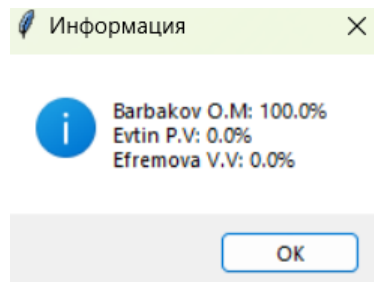 Информация
Barbakov O.M: 100.0%
Evtin P.V: 0.0%
Efremova V.V: 0.0%
OK